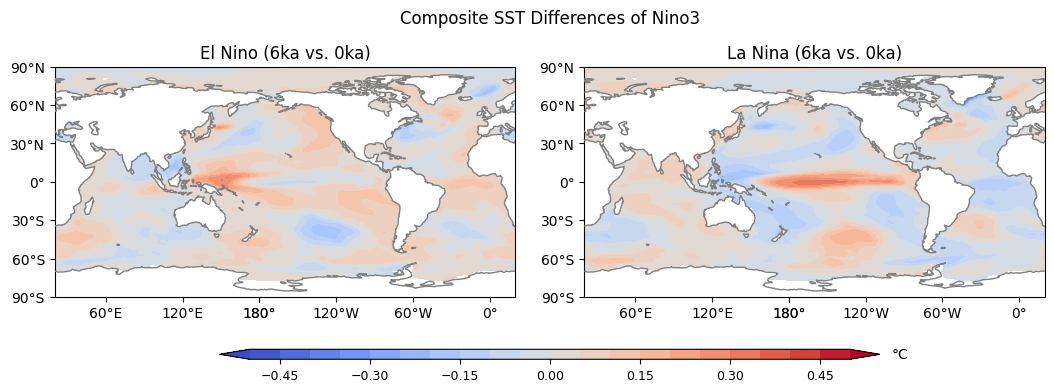 Composite SST Differences of Nino3
El Nino (6ka vs. 0ka)
La Nina (6ka vs. 0ka)
90°N
60°N
30°N
0°
30°S
60°S
90°S
60°E 120°E 180° 120°W 60°W 0°
90°N
60°N
30°N
0°
30°S
60°S
90°S
60°E 120°E 180° 120°W 60°W 0°
−0.45 −0.30 −0.15 0.00 0.15 0.30 0.45 °C